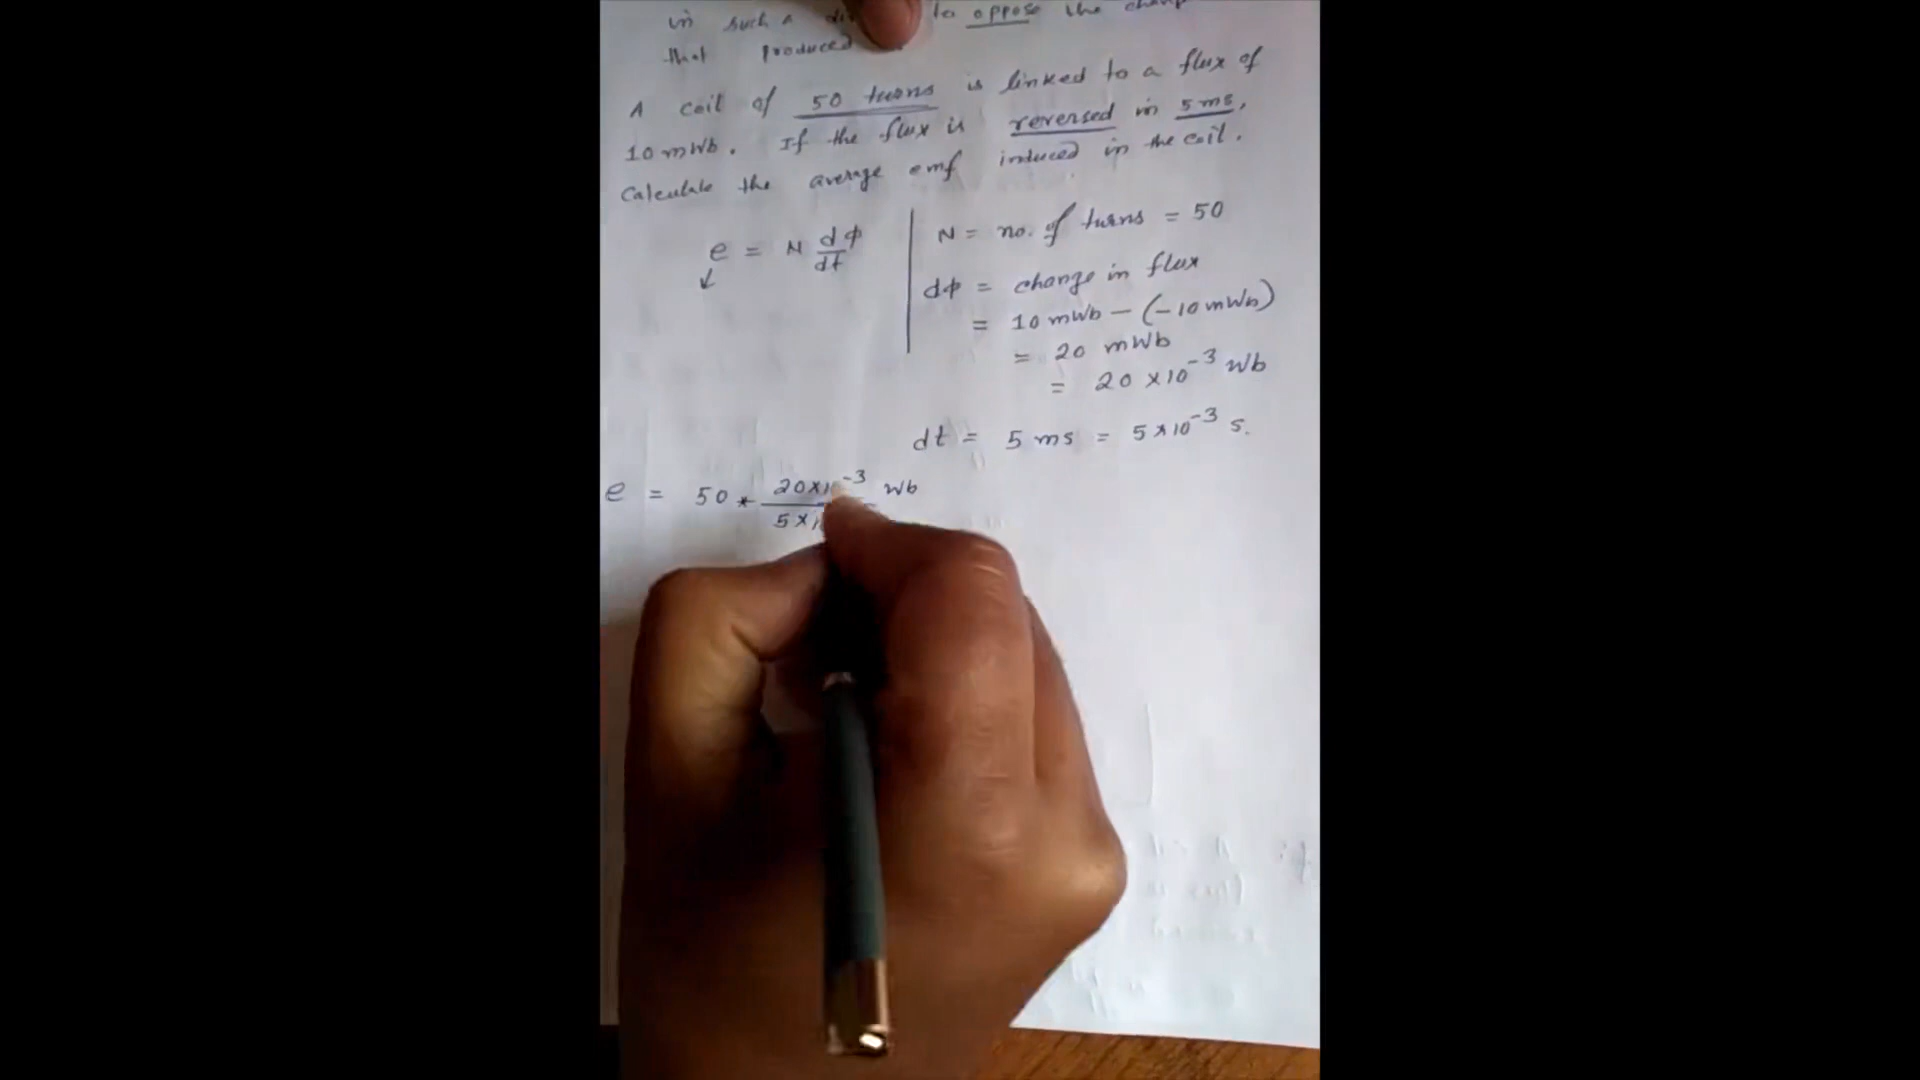 in such a to oppose the
that produced
A coil of 50 turns is linked to a flux of
10 mWb. If the flux is reversed in 5 ms,
Calculate the average emf induced in the coil.
e = N dφ/dt
N = no. of turns = 50
dφ = change in flux
= 10 mWb - (-10 mWb)
= 20 mWb
= 20 × 10⁻³ Wb
dt = 5 ms = 5 × 10⁻³ s.
e = 50 * 20×10⁻³ Wb
5×